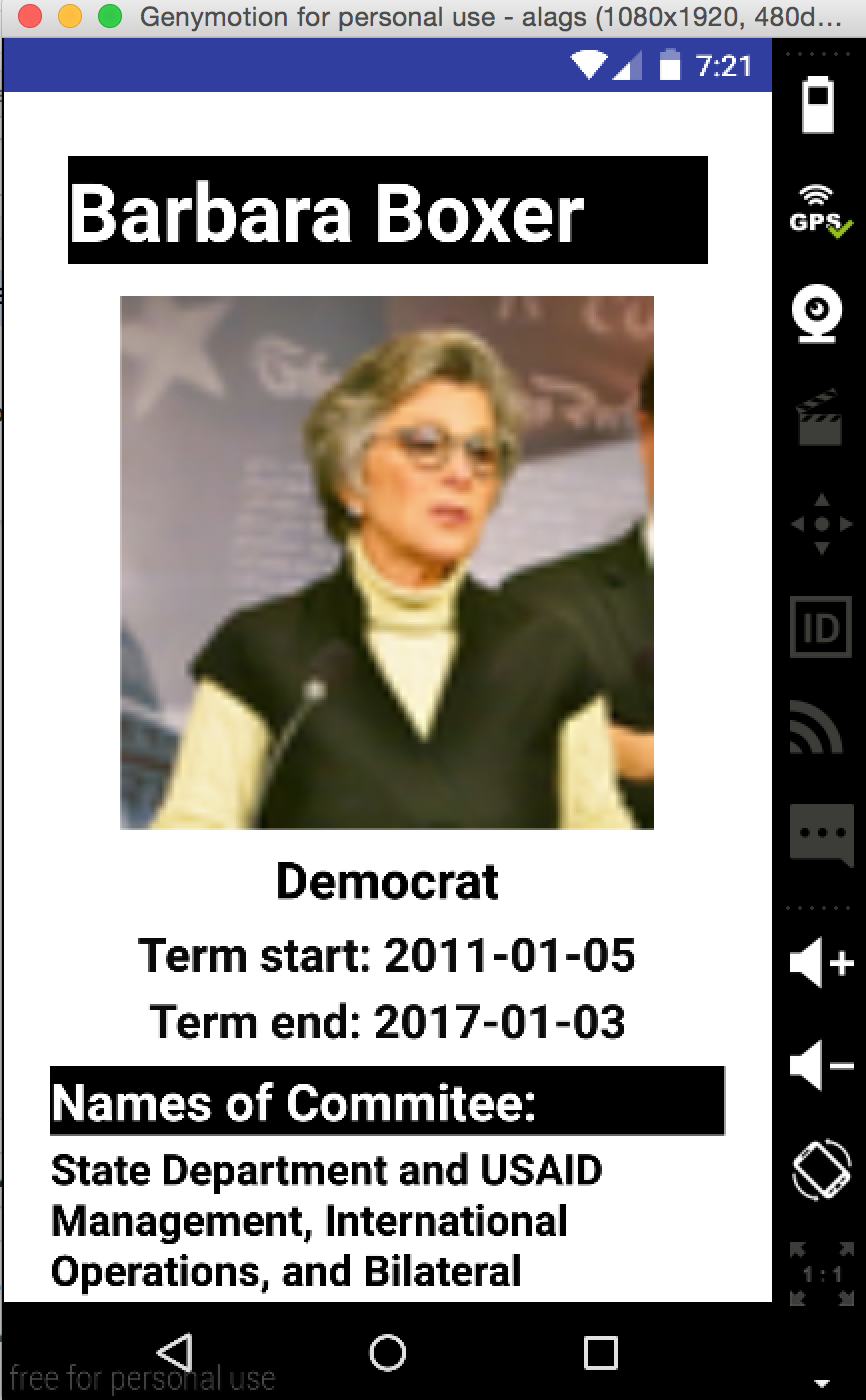 Genymotion for personal use - alags (1080x1920, 480d...
7:21
Barbara Boxer
GPS
ID
Democrat
Term start: 2011-01-05
Term end: 2017-01-03
Names of Commitee:
State Department and USAID
Management, International
Operations, and Bilateral
1:1
free for personal use